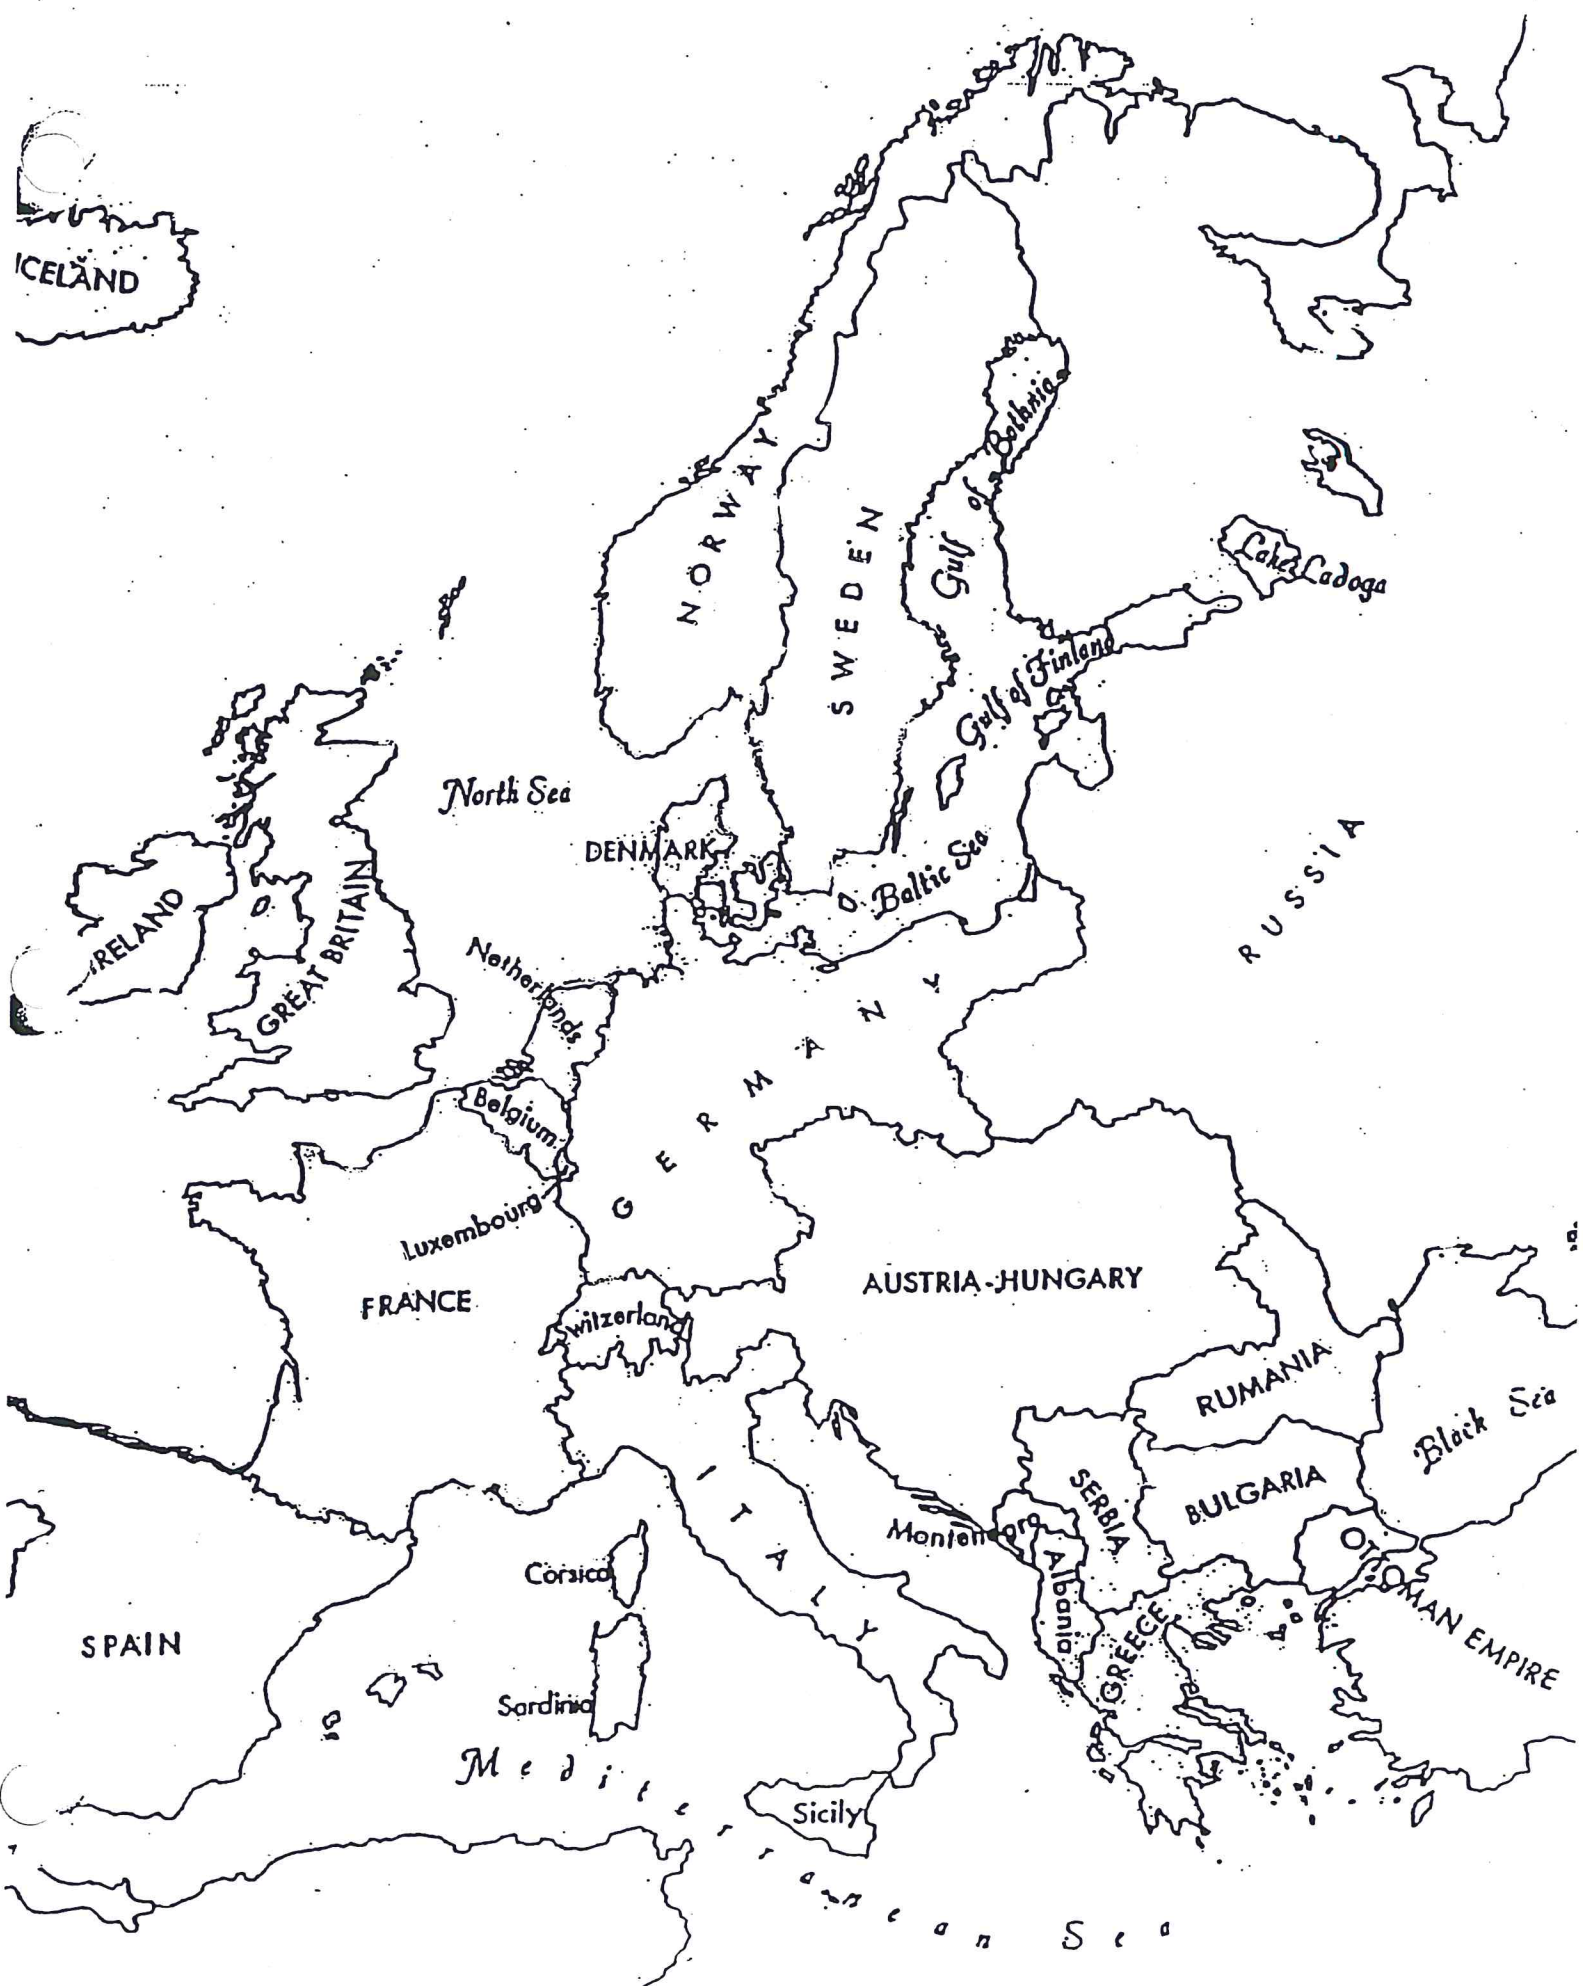 ICELAND
NORWAY
SWEDEN
Gulf of Bothnia
Lake Ladoga
Gulf of Finland
North Sea
DENMARK
Baltic Sea
RUSSIA
IRELAND
GREAT BRITAIN
Netherlands
GERMANY
Belgium
Luxembourg
FRANCE
AUSTRIA-HUNGARY
witzerland
RUMANIA
Black Sea
ITALY
SERBIA
BULGARIA
Montenegro
Corsica
Albania
OTTOMAN EMPIRE
GREECE
SPAIN
Sardinia
Mediterranean Sea
Sicily